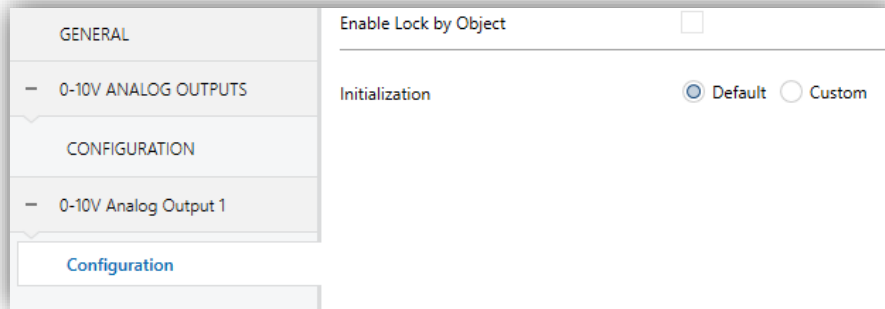 GENERAL
0-10V ANALOG OUTPUTS
CONFIGURATION
0-10V Analog Output 1
Configuration
Enable Lock by Object
Initialization Default Custom